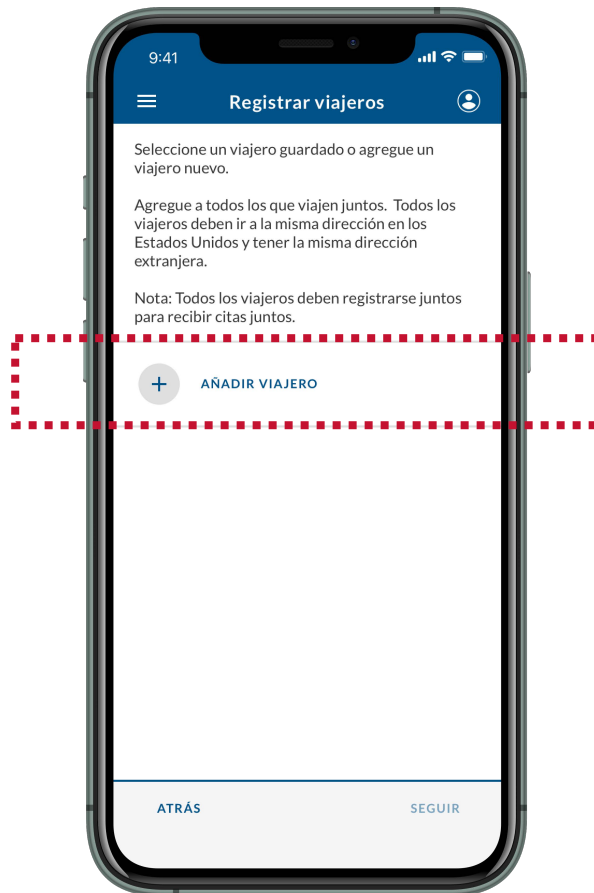 9:41
Registrar viajeros
Seleccione un viajero guardado o agregue un
viajero nuevo.
Agregue a todos los que viajen juntos.  Todos los
viajeros deben ir a la misma dirección en los
Estados Unidos y tener la misma dirección
extranjera.
Nota: Todos los viajeros deben registrarse juntos
para recibir citas juntos.
+ AÑADIR VIAJERO
ATRÁS SEGUIR